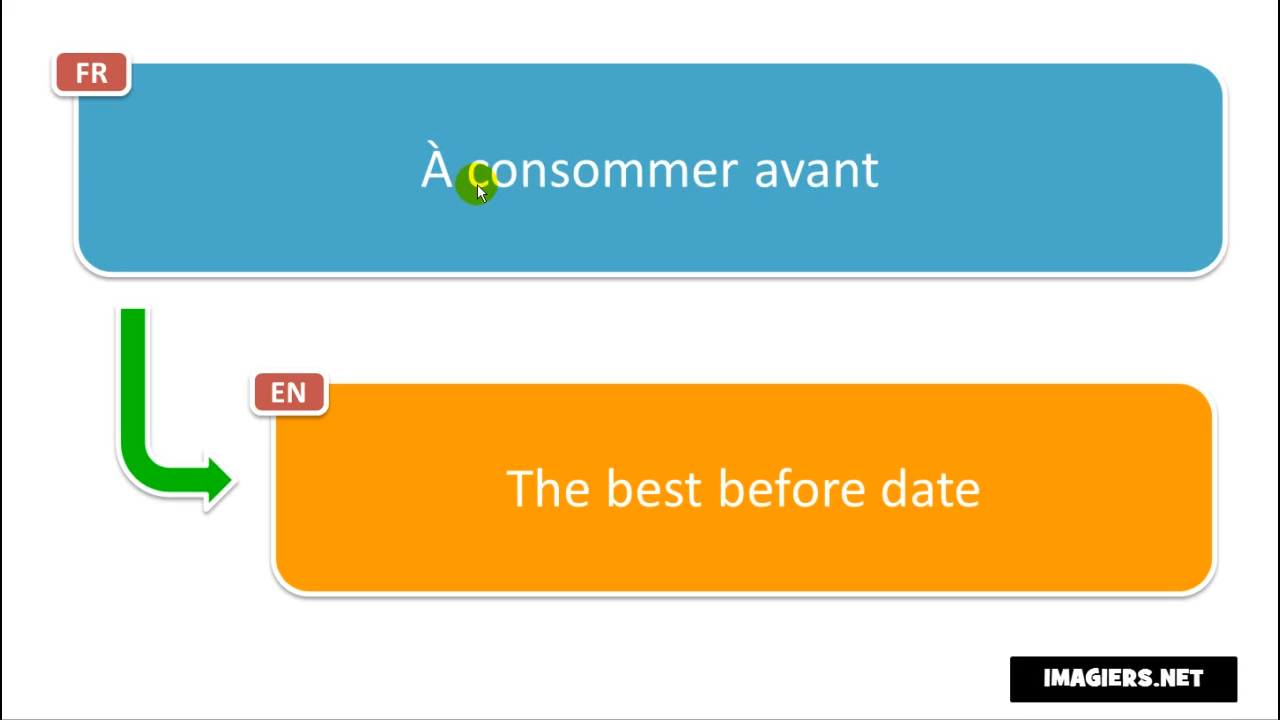 FR
À consommer avant
EN
The best before date
IMAGIERS.NET